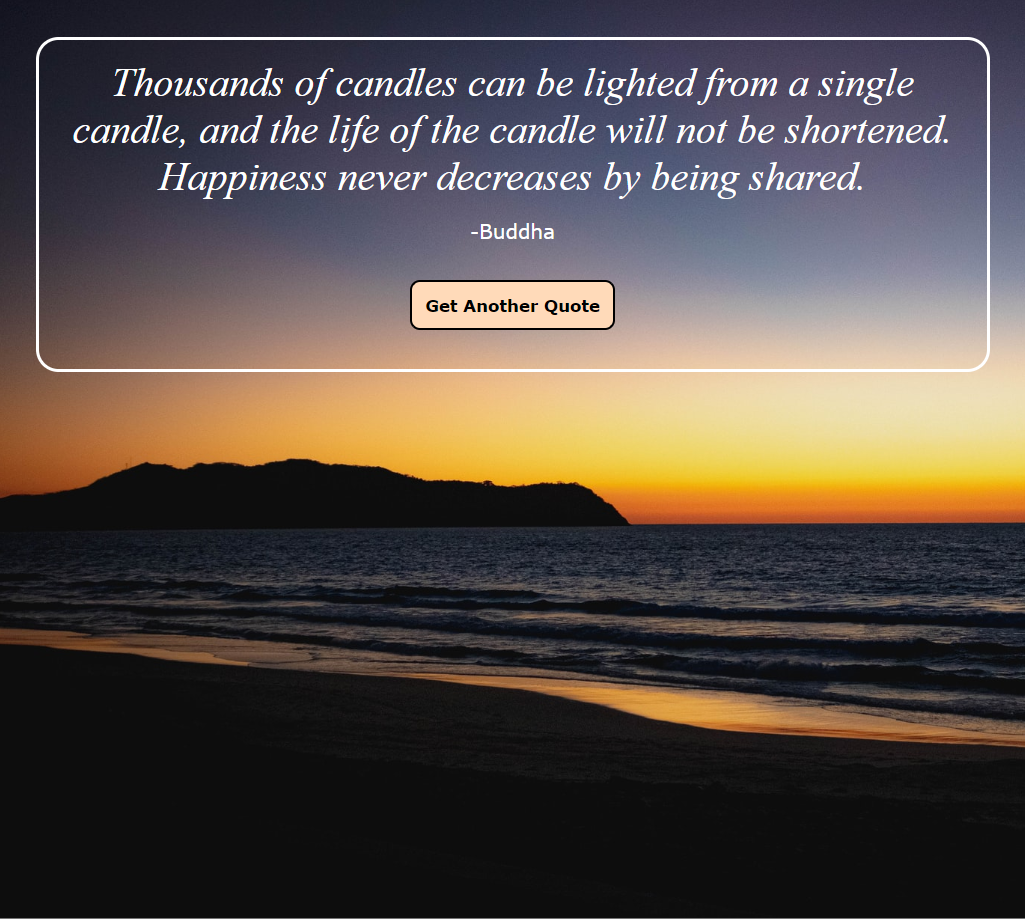 Thousands of candles can be lighted from a single
candle, and the life of the candle will not be shortened.
Happiness never decreases by being shared.
-Buddha
Get Another Quote